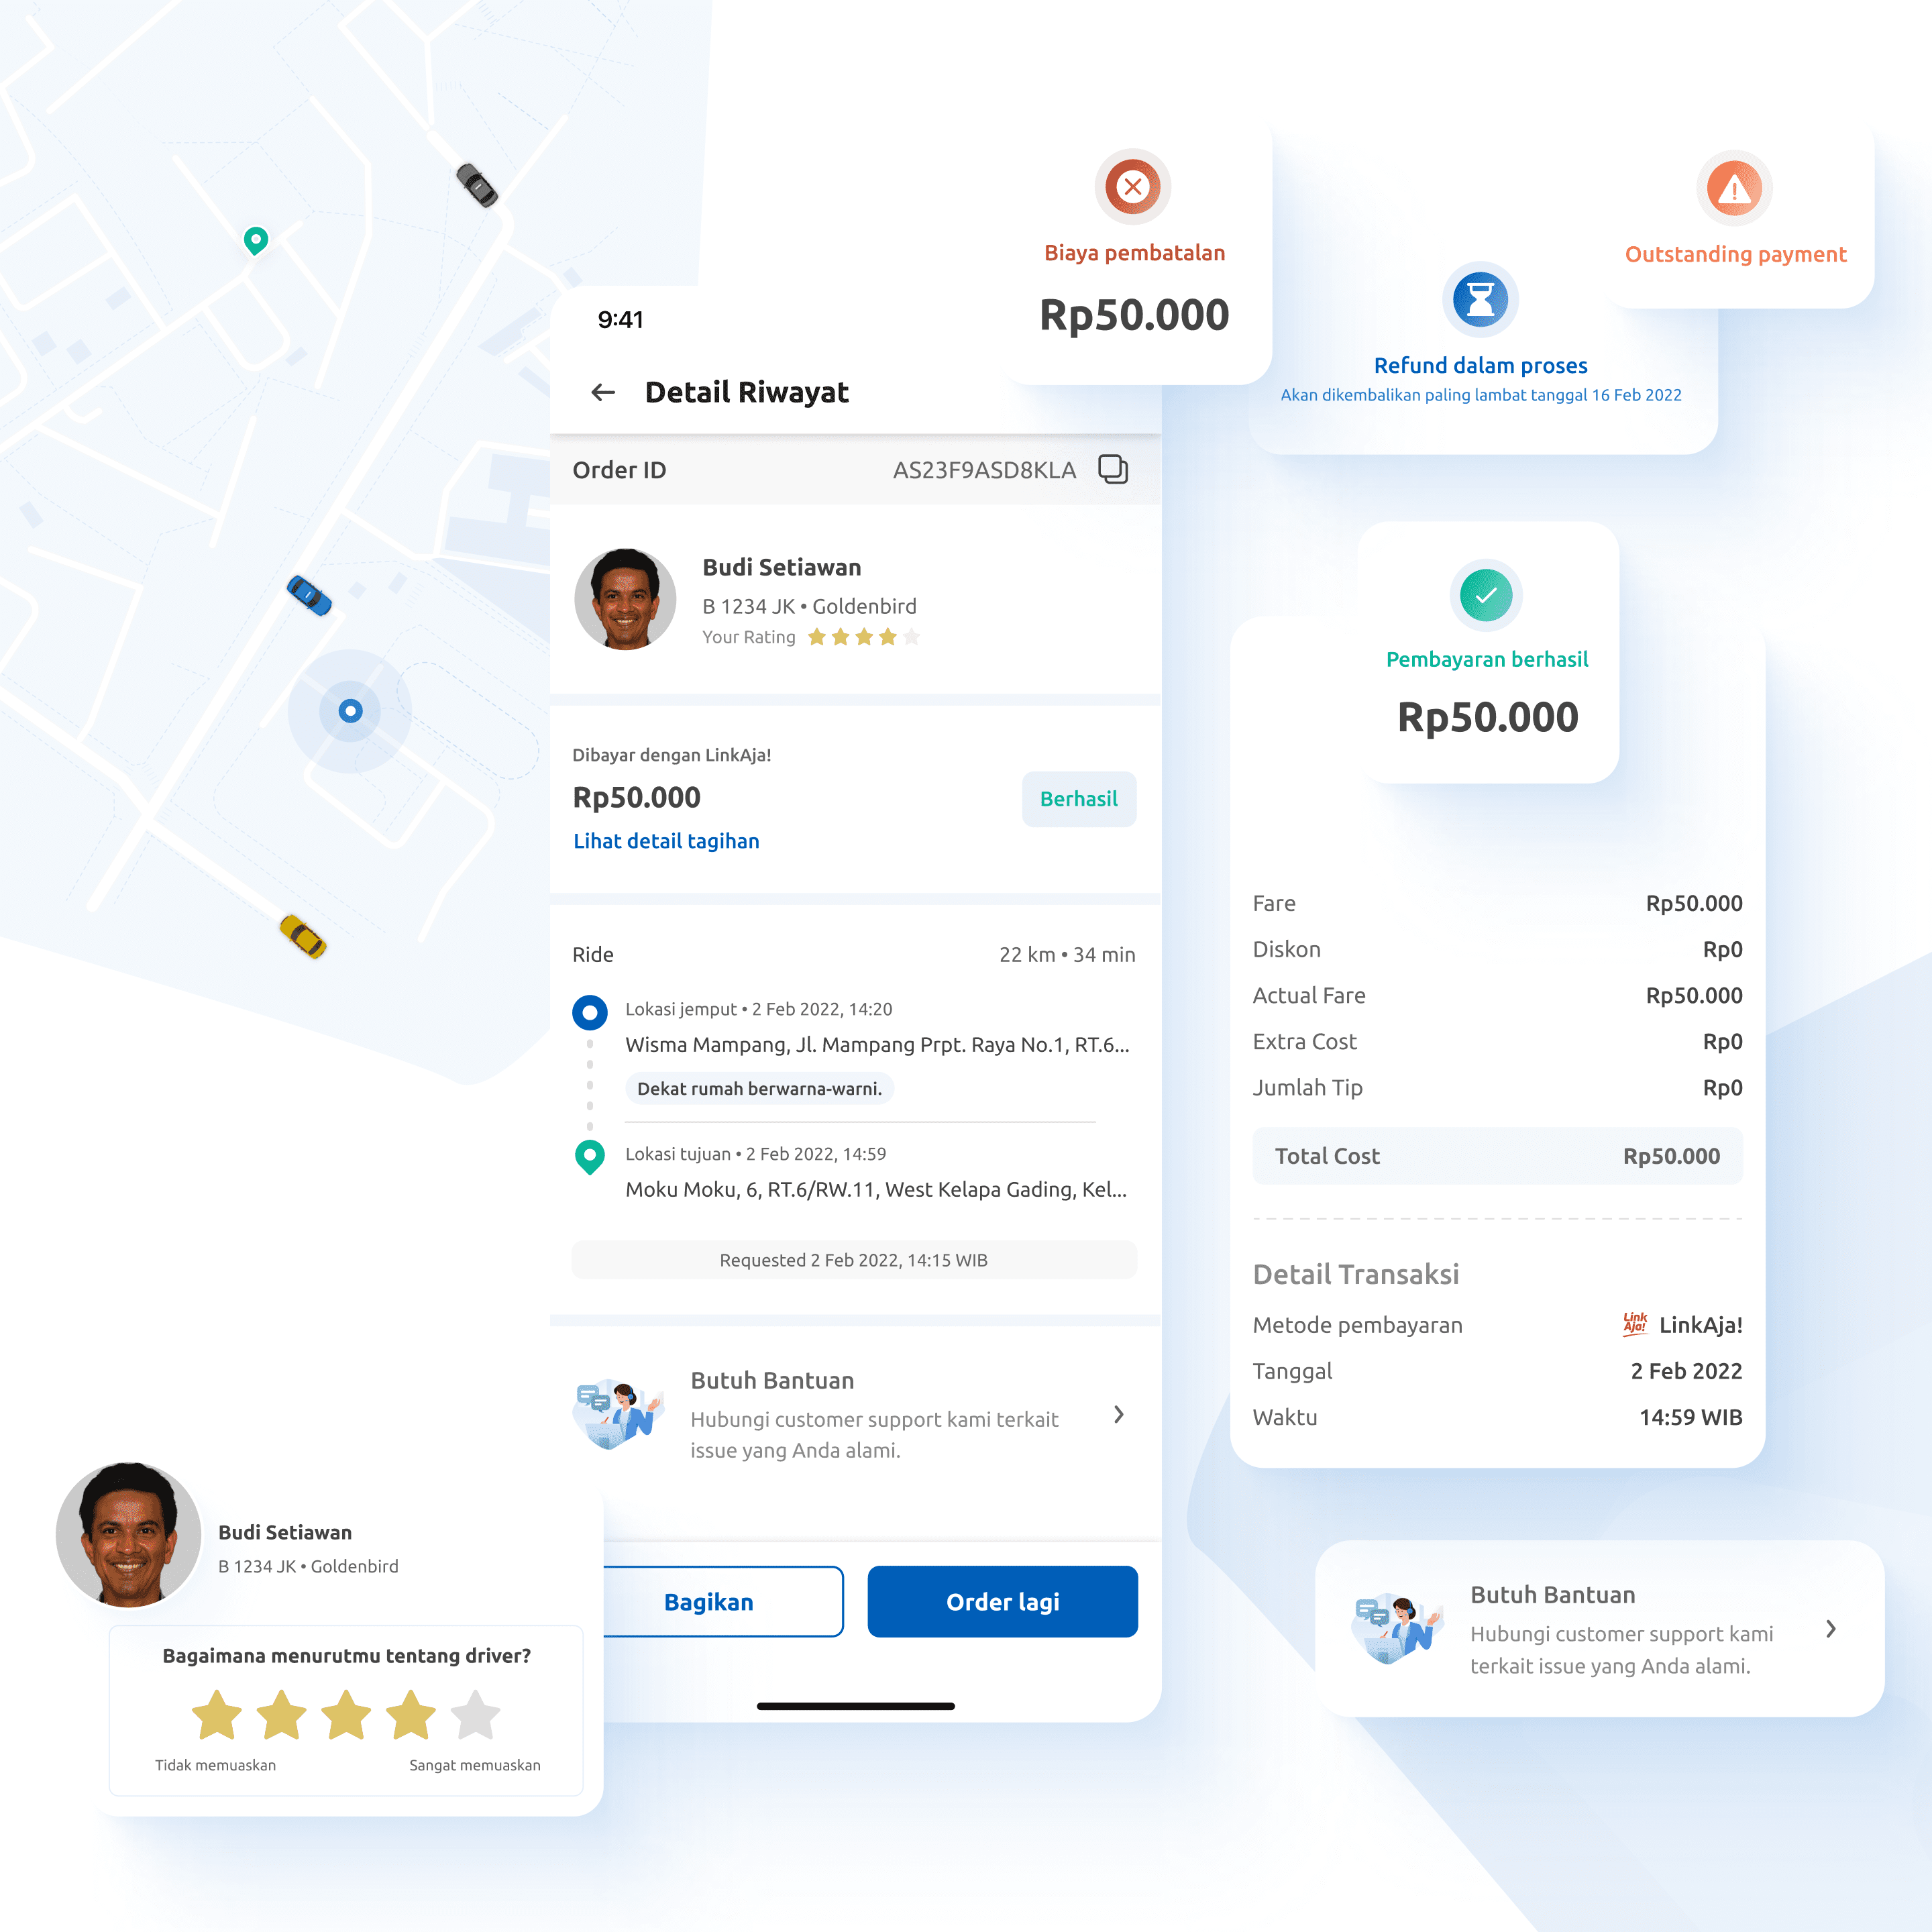 9:41
Detail Riwayat
Order ID
AS23F9ASD8KLA
Budi Setiawan
B 1234 JK • Goldenbird
Your Rating
Dibayar dengan LinkAja!
Rp50.000
Berhasil
Lihat detail tagihan
Ride
22 km • 34 min
Lokasi jemput • 2 Feb 2022, 14:20
Wisma Mampang, Jl. Mampang Prpt. Raya No.1, RT.6...
Dekat rumah berwarna-warni.
Lokasi tujuan • 2 Feb 2022, 14:59
Moku Moku, 6, RT.6/RW.11, West Kelapa Gading, Kel...
Requested 2 Feb 2022, 14:15 WIB
Butuh Bantuan
Hubungi customer support kami terkait
issue yang Anda alami.
Bagikan
Order lagi
Budi Setiawan
B 1234 JK • Goldenbird
Bagaimana menurutmu tentang driver?
Tidak memuaskan
Sangat memuaskan
Biaya pembatalan
Rp50.000
Refund dalam proses
Akan dikembalikan paling lambat tanggal 16 Feb 2022
Outstanding payment
Pembayaran berhasil
Rp50.000
Fare
Rp50.000
Diskon
Rp0
Actual Fare
Rp50.000
Extra Cost
Rp0
Jumlah Tip
Rp0
Total Cost
Rp50.000
Detail Transaksi
Metode pembayaran
Link
Aja!
LinkAja!
Tanggal
2 Feb 2022
Waktu
14:59 WIB
Butuh Bantuan
Hubungi customer support kami
terkait issue yang Anda alami.